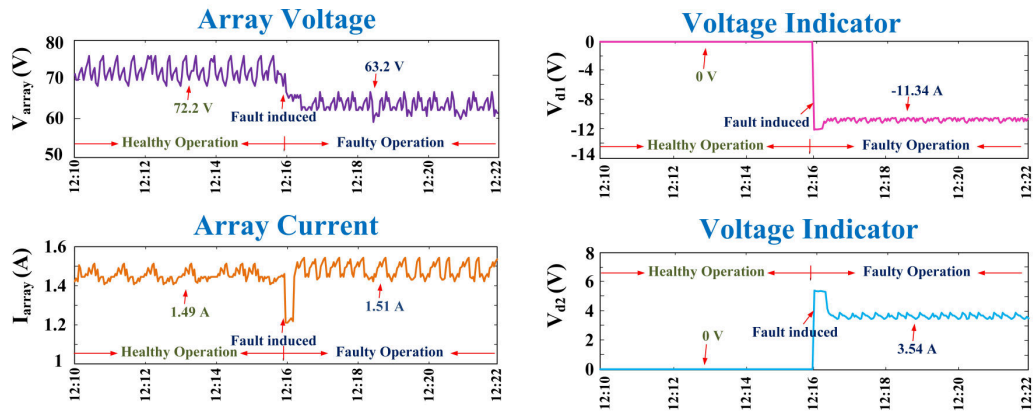 Array Voltage
V_array (V)
80
70
60
50
72.2 V
63.2 V
Fault induced
Healthy Operation
Faulty Operation
12:10
12:12
12:14
12:16
12:18
12:20
12:22
Voltage Indicator
V_d1 (V)
0
-4
-8
-12
-14
0 V
-11.34 A
Fault induced
Healthy Operation
Faulty Operation
12:10
12:12
12:14
12:16
12:18
12:20
12:22
Array Current
I_array (A)
1.6
1.4
1.2
1
1.49 A
1.51 A
Fault induced
Healthy Operation
Faulty Operation
12:10
12:12
12:14
12:16
12:18
12:20
12:22
Voltage Indicator
V_d2 (V)
8
6
4
2
0
Healthy Operation
Faulty Operation
Fault induced
0 V
3.54 A
12:10
12:12
12:14
12:16
12:18
12:20
12:22